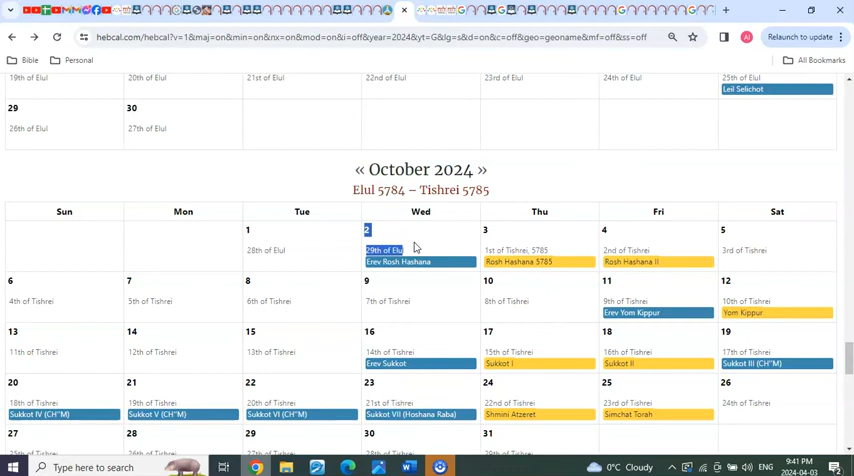 hebcal.com/hebcal?v=1&maj=on&min=on&nx=on&mod=on&i=off&year=2024&yt=G&lg=s&d=on&c=off&geo=geoname&mf=off&ss=off
AI
Relaunch to update
Bible
Personal
All Bookmarks
19th of Elul 20th of Elul 21st of Elul 22nd of Elul 23rd of Elul 24th of Elul 25th of Elul
Leil Selichot
29 30
26th of Elul 27th of Elul
« October 2024 »
Elul 5784 – Tishrei 5785
Sun Mon Tue Wed Thu Fri Sat
1 2 3 4 5
28th of Elul 29th of Elu 1st of Tishrei, 5785 2nd of Tishrei 3rd of Tishrei
Erev Rosh Hashana Rosh Hashana 5785 Rosh Hashana II
6 7 8 9 10 11 12
4th of Tishrei 5th of Tishrei 6th of Tishrei 7th of Tishrei 8th of Tishrei 9th of Tishrei 10th of Tishrei
Erev Yom Kippur Yom Kippur
13 14 15 16 17 18 19
11th of Tishrei 12th of Tishrei 13th of Tishrei 14th of Tishrei 15th of Tishrei 16th of Tishrei 17th of Tishrei
Erev Sukkot Sukkot I Sukkot II Sukkot III (CH''M)
20 21 22 23 24 25 26
18th of Tishrei 19th of Tishrei 20th of Tishrei 21st of Tishrei 22nd of Tishrei 23rd of Tishrei 24th of Tishrei
Sukkot IV (CH''M) Sukkot V (CH''M) Sukkot VI (CH''M) Sukkot VII (Hoshana Raba) Shmini Atzeret Simchat Torah
27 28 29 30 31
Type here to search
0°C Cloudy
ENG
9:41 PM
2024-04-03